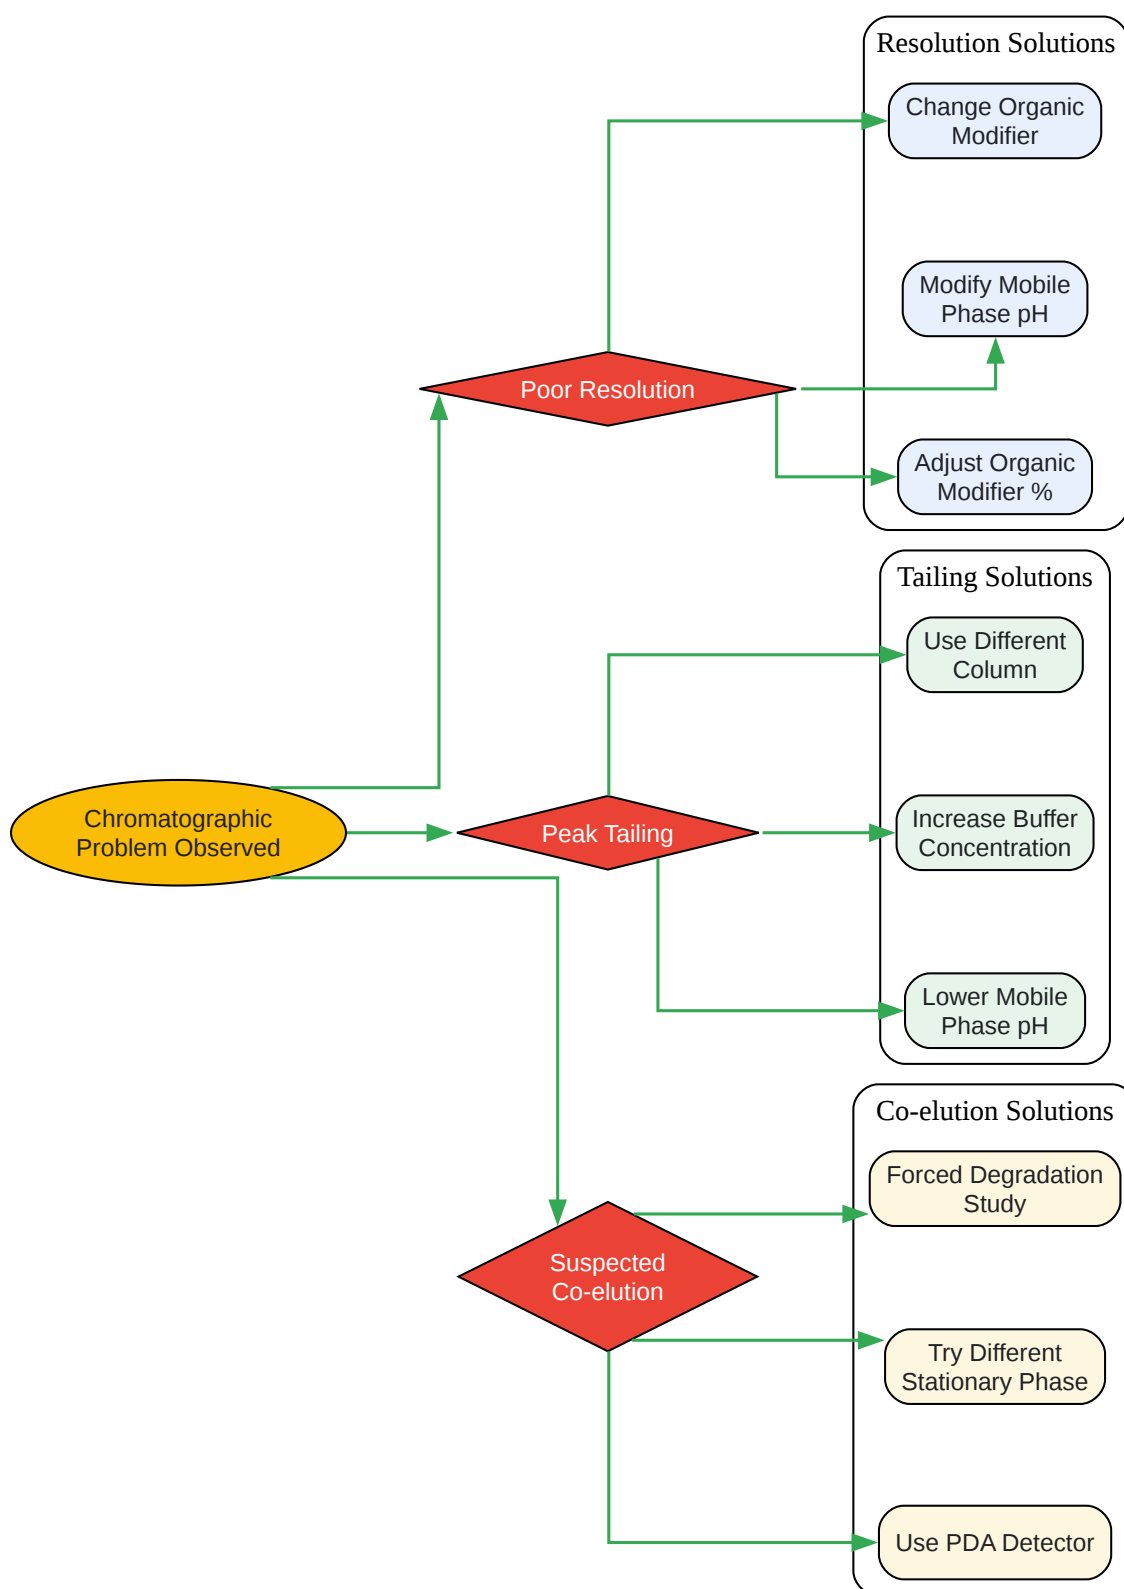 Resolution Solutions
Change Organic
Modifier
Modify Mobile
Phase pH
Poor Resolution
Adjust Organic
Modifier %
Tailing Solutions
Use Different
Column
Chromatographic
Problem Observed
Peak Tailing
Increase Buffer
Concentration
Lower Mobile
Phase pH
Co-elution Solutions
Forced Degradation
Study
Suspected
Co-elution
Try Different
Stationary Phase
Use PDA Detector